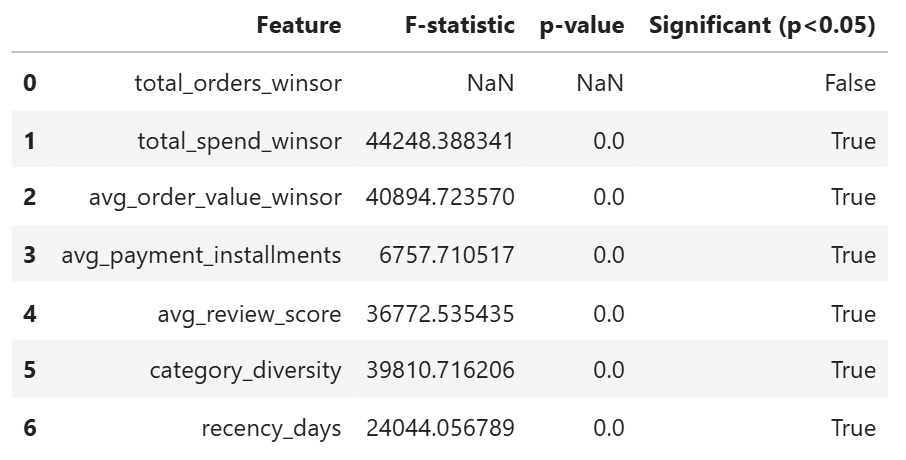 Feature F-statistic p-value Significant (p<0.05)
0 total_orders_winsor NaN NaN False
1 total_spend_winsor 44248.388341 0.0 True
2 avg_order_value_winsor 40894.723570 0.0 True
3 avg_payment_installments 6757.710517 0.0 True
4 avg_review_score 36772.535435 0.0 True
5 category_diversity 39810.716206 0.0 True
6 recency_days 24044.056789 0.0 True